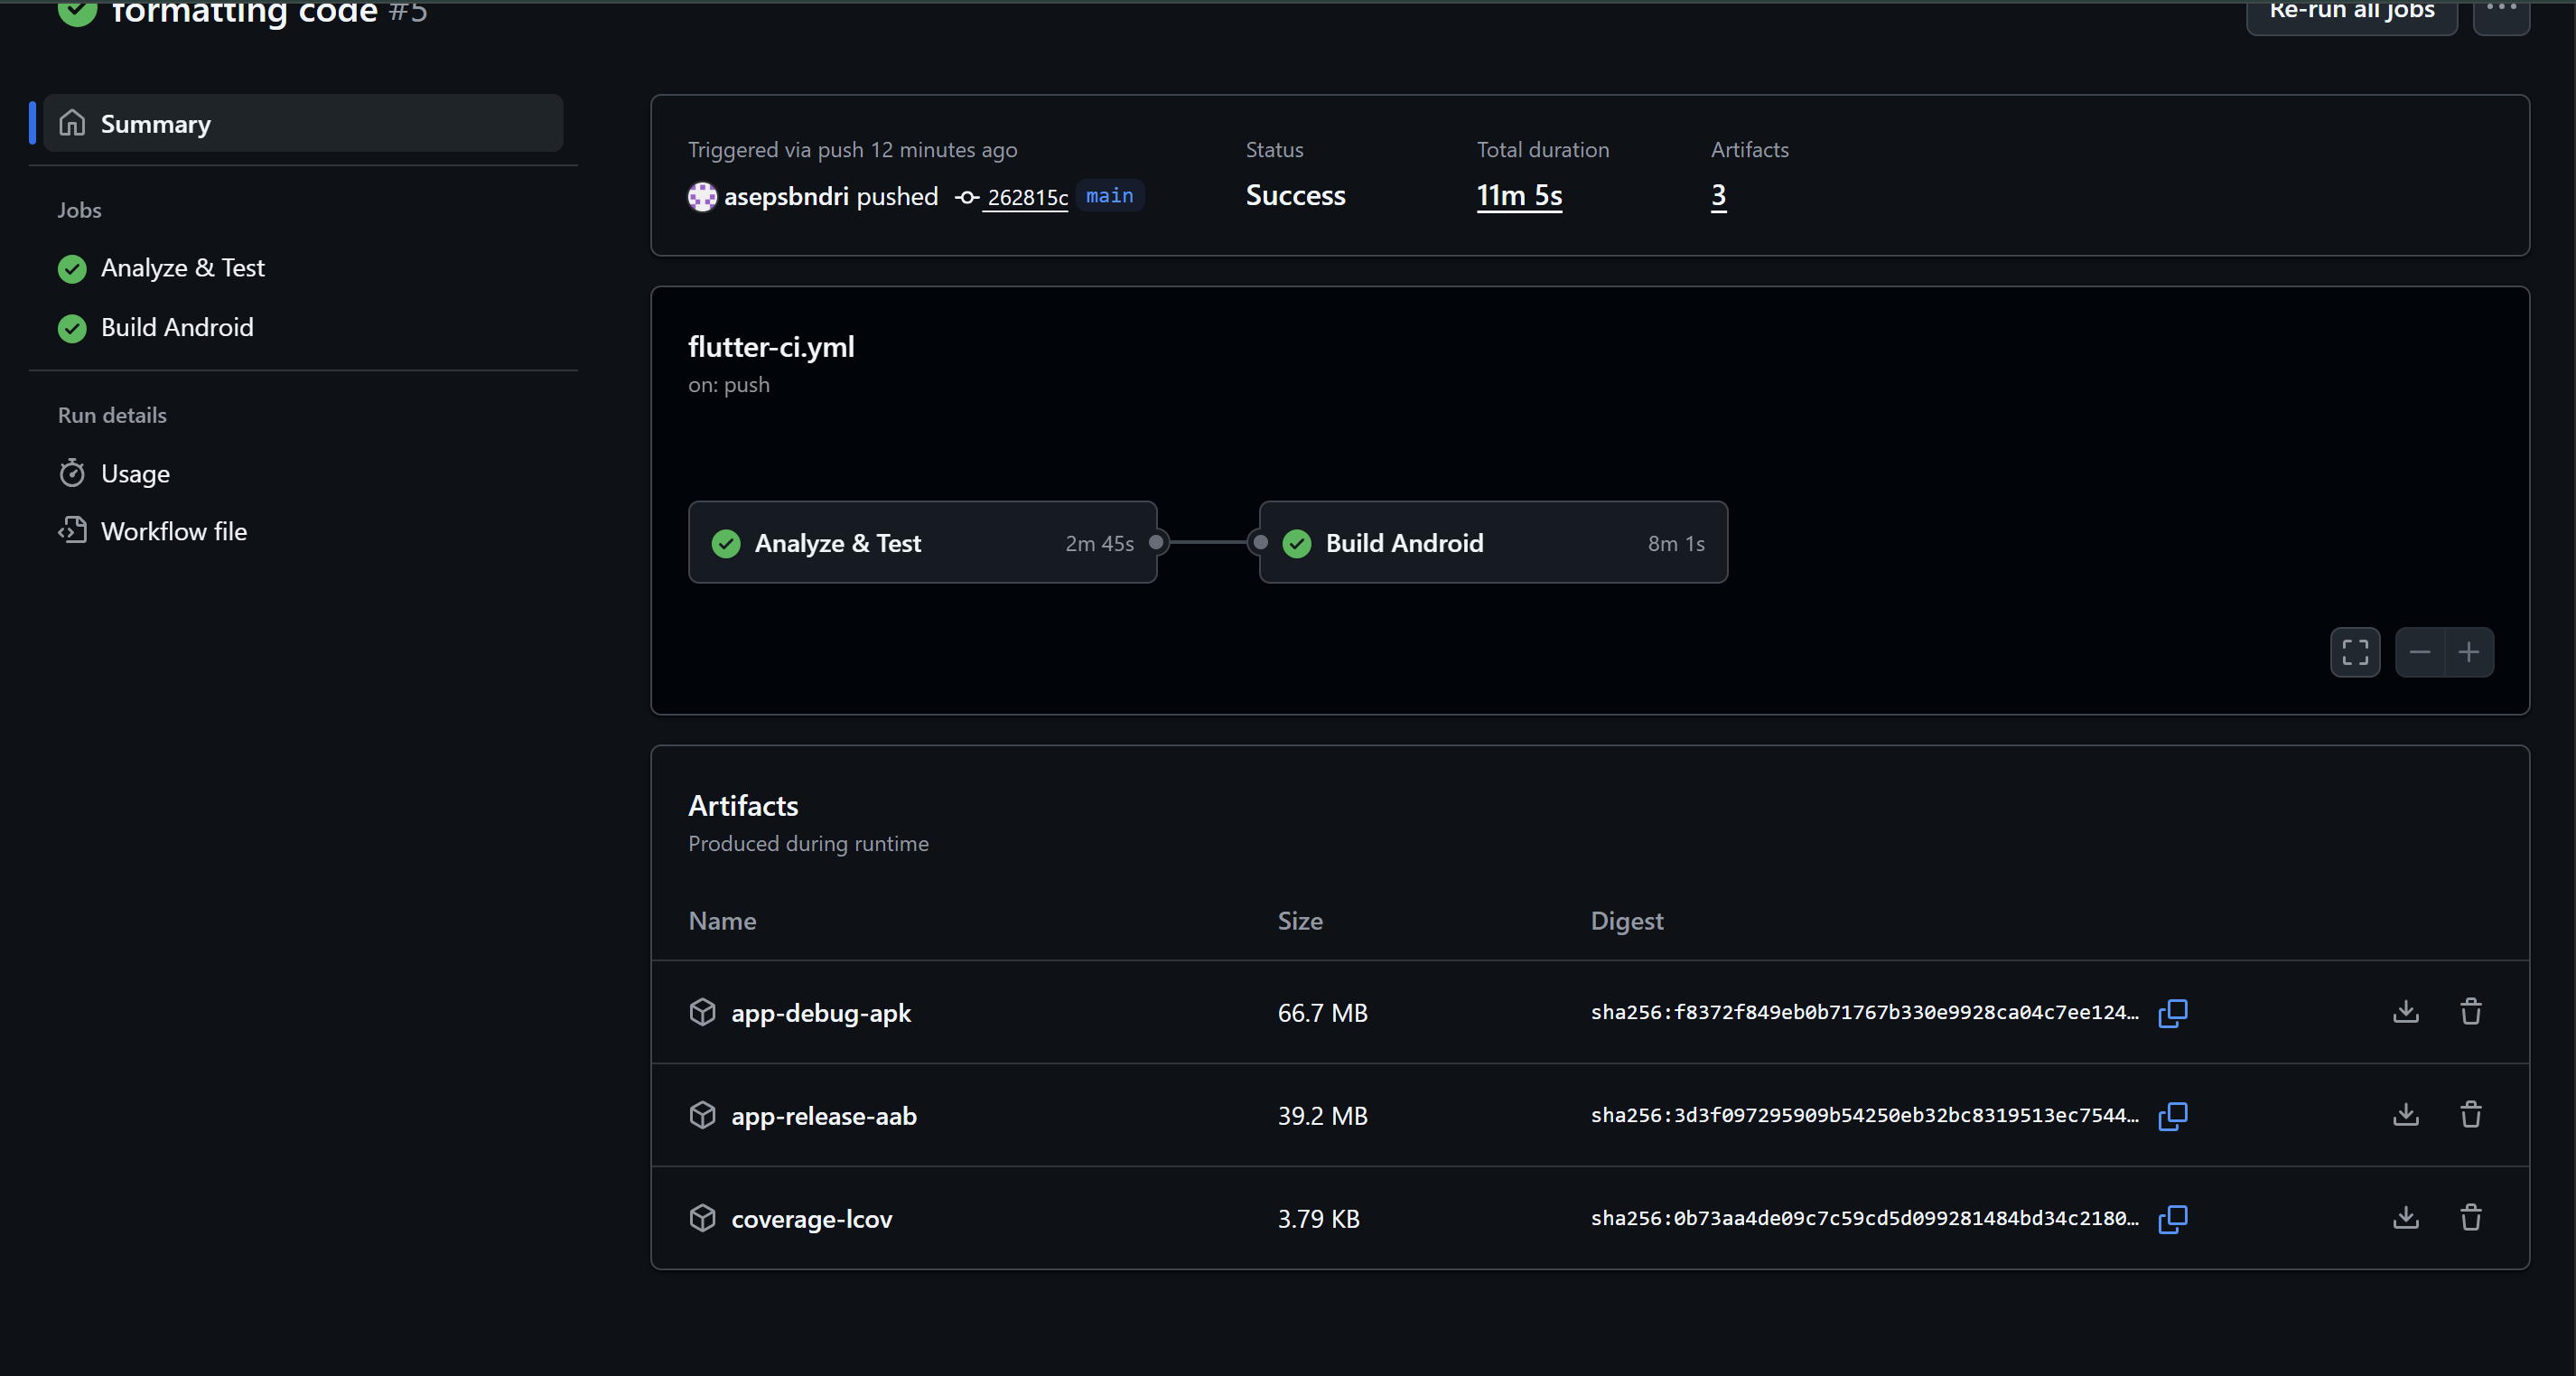 formatting code #5
Re-run all jobs
Summary
Jobs
Analyze & Test
Build Android
Run details
Usage
Workflow file
Triggered via push 12 minutes ago
asepsbndri pushed 262815c main
Status
Success
Total duration
11m 5s
Artifacts
3
flutter-ci.yml
on: push
Analyze & Test 2m 45s
Build Android 8m 1s
Artifacts
Produced during runtime
Name Size Digest
app-debug-apk 66.7 MB sha256:f8372f849eb0b71767b330e9928ca04c7ee124…
app-release-aab 39.2 MB sha256:3d3f097295909b54250eb32bc8319513ec7544…
coverage-lcov 3.79 KB sha256:0b73aa4de09c7c59cd5d099281484bd34c2180…